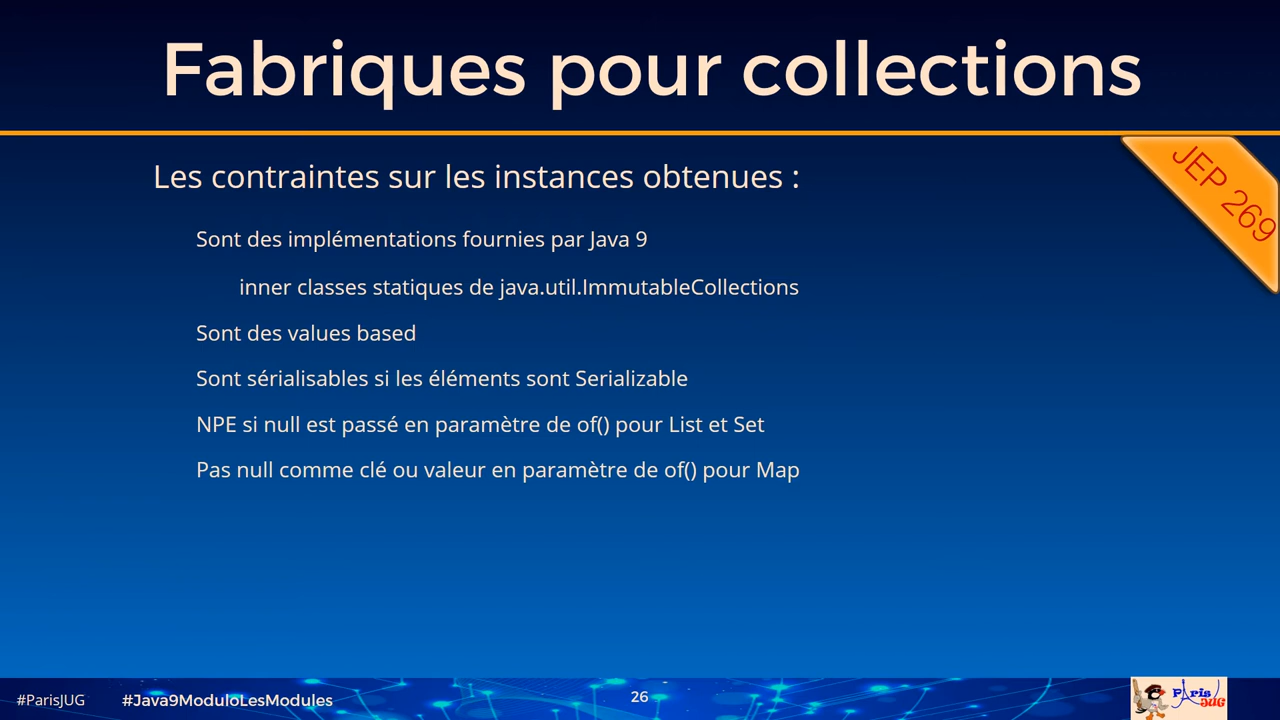 Fabriques pour collections
JEP 269
Les contraintes sur les instances obtenues :
Sont des implémentations fournies par Java 9
inner classes statiques de java.util.ImmutableCollections
Sont des values based
Sont sérialisables si les éléments sont Serializable
NPE si null est passé en paramètre de of() pour List et Set
Pas null comme clé ou valeur en paramètre de of() pour Map
#ParisJUG
#Java9ModuloLesModules
26
Paris JUG